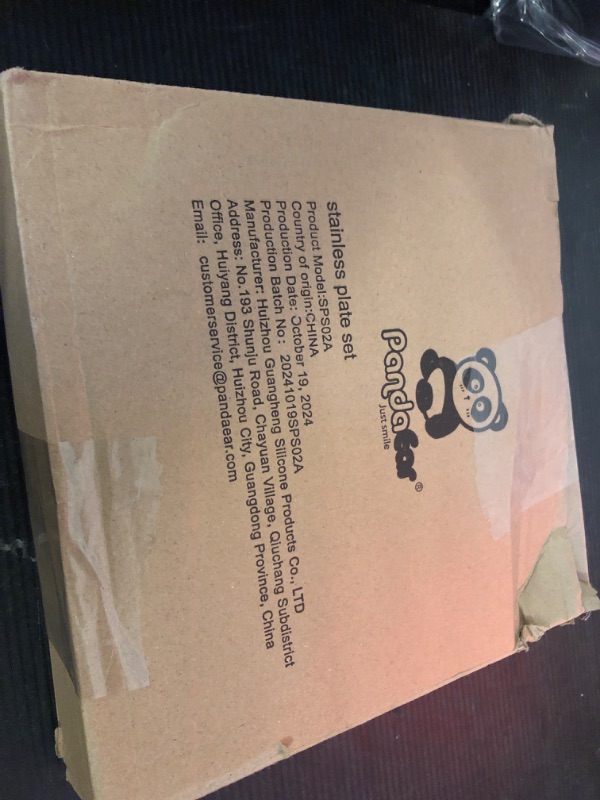 PandaEar®
Just smile
stainless plate set
Product Model:SPS02A
Country of origin:CHINA
Production Date: October 19, 2024
Production Batch No: 20241019SPS02A
Manufacturer: Huizhou Guangheng Silicone Products Co., LTD
Address: No.193 Shunju Road, Chayuan Village, Qiuchang Subdistrict
Office, Huiyang District, Huizhou City, Guangdong Province, China
Email: customerservice@pandaear.com